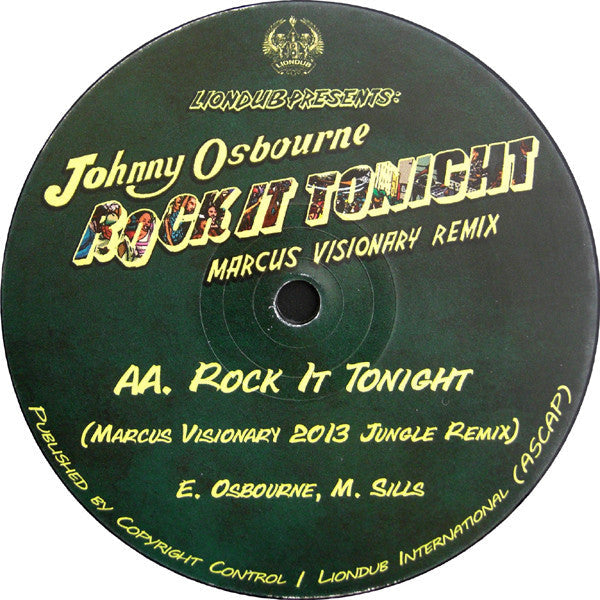 LIONDUB
LIONDUB PRESENTS:
Johnny Osbourne
ROCK IT TONIGHT
MARCUS VISIONARY REMIX
AA. ROCK IT TONIGHT
(MARCUS VISIONARY 2013 JUNGLE REMIX)
E. OSBOURNE, M. SILLS
PUBLISHED BY COPYRIGHT CONTROL / LIONDUB INTERNATIONAL (ASCAP)